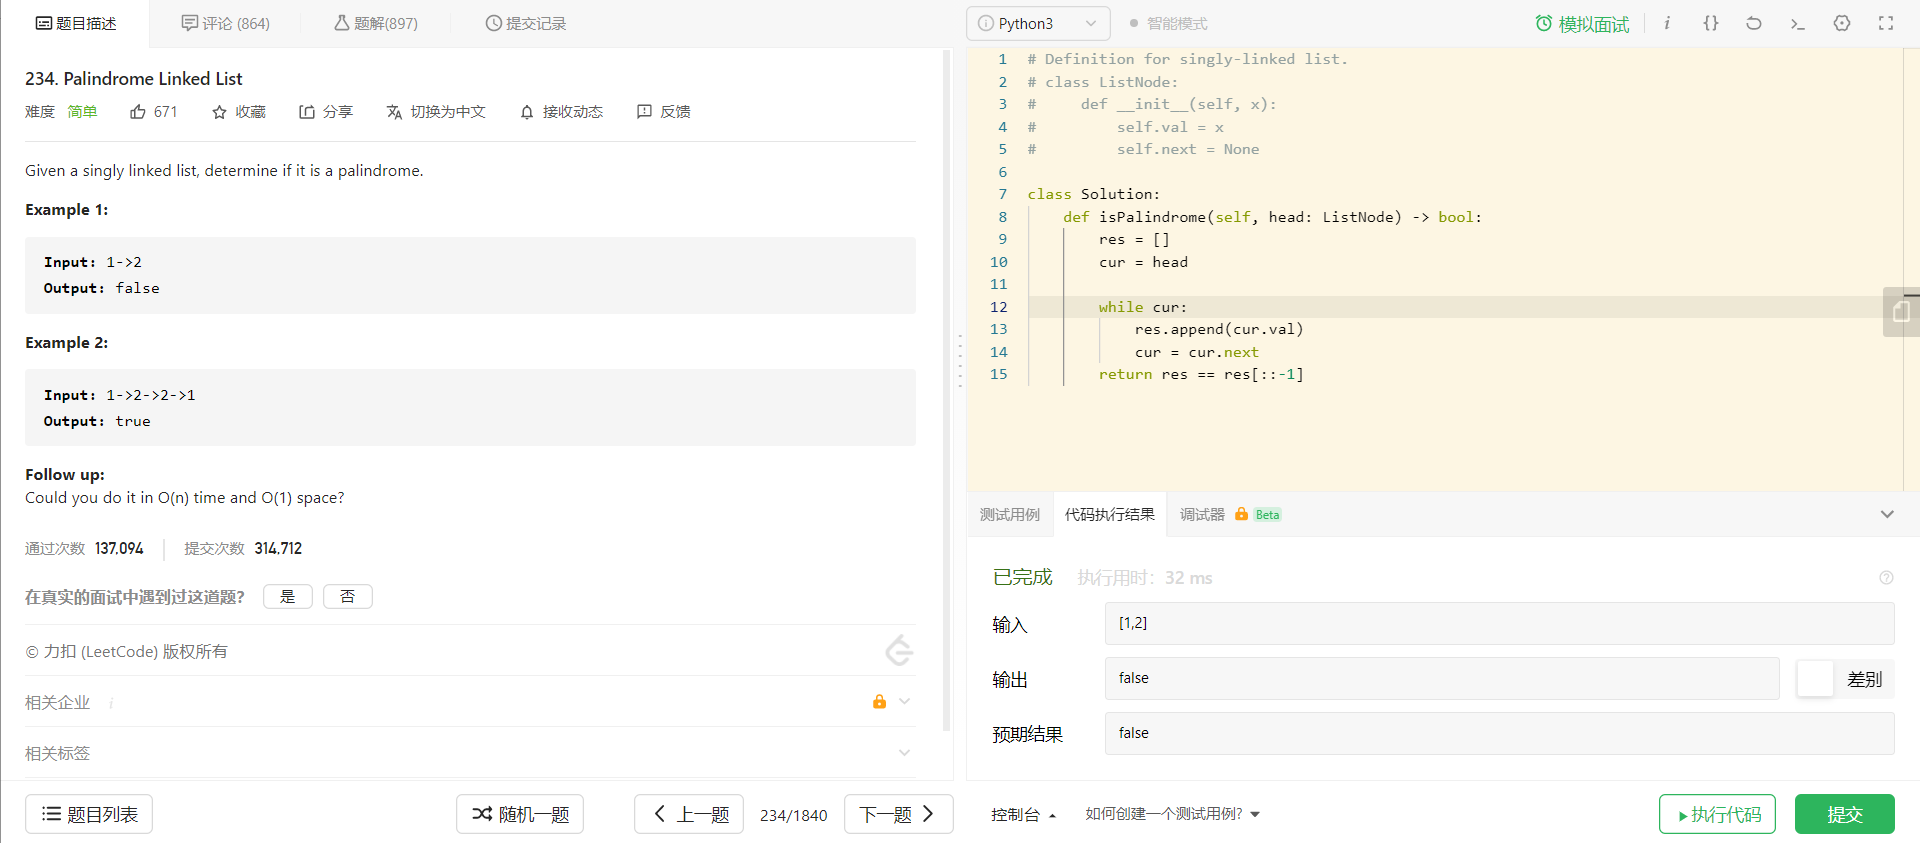 题目描述
评论 (864)
题解(897)
提交记录
234. Palindrome Linked List
难度 简单 671 收藏 分享 切换为中文 接收动态 反馈
Given a singly linked list, determine if it is a palindrome.
Example 1:
Input: 1->2
Output: false
Example 2:
Input: 1->2->2->1
Output: true
Follow up:
Could you do it in O(n) time and O(1) space?
通过次数 137,094 提交次数 314,712
在真实的面试中遇到过这道题? 是 否
© 力扣 (LeetCode) 版权所有
相关企业 i
相关标签
题目列表 随机一题 上一题 234/1840 下一题
i Python3 智能模式 模拟面试 i {} >_
1 # Definition for singly-linked list.
2 # class ListNode:
3 #     def __init__(self, x):
4 #         self.val = x
5 #         self.next = None
6
7 class Solution:
8     def isPalindrome(self, head: ListNode) -> bool:
9         res = []
10         cur = head
11
12         while cur:
13             res.append(cur.val)
14             cur = cur.next
15         return res == res[::-1]
测试用例 代码执行结果 调试器 Beta
已完成 执行用时: 32 ms ?
输入 [1,2]
输出 false 差别
预期结果 false
控制台 如何创建一个测试用例? 执行代码 提交